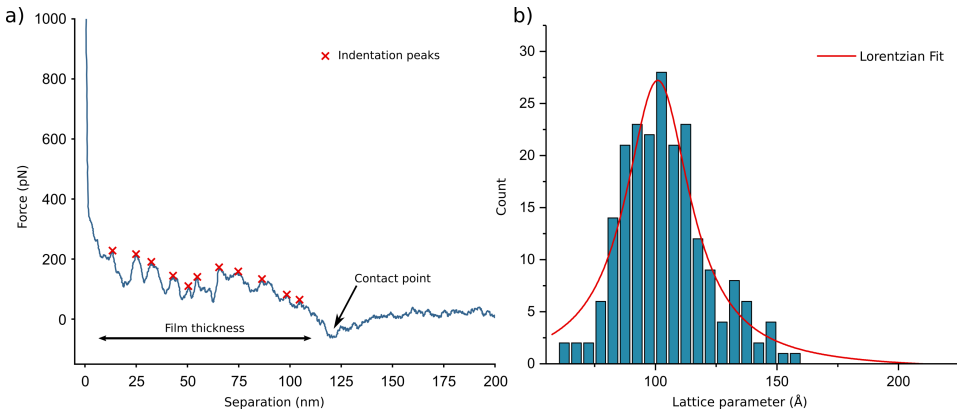 a)
1000
800
600
400
200
0
Force (pN)
Indentation peaks
Contact point
Film thickness
0 25 50 75 100 125 150 175 200
Separation (nm)
b)
30
25
20
15
10
5
0
Count
Lorentzian Fit
100 150 200
Lattice parameter (Å)